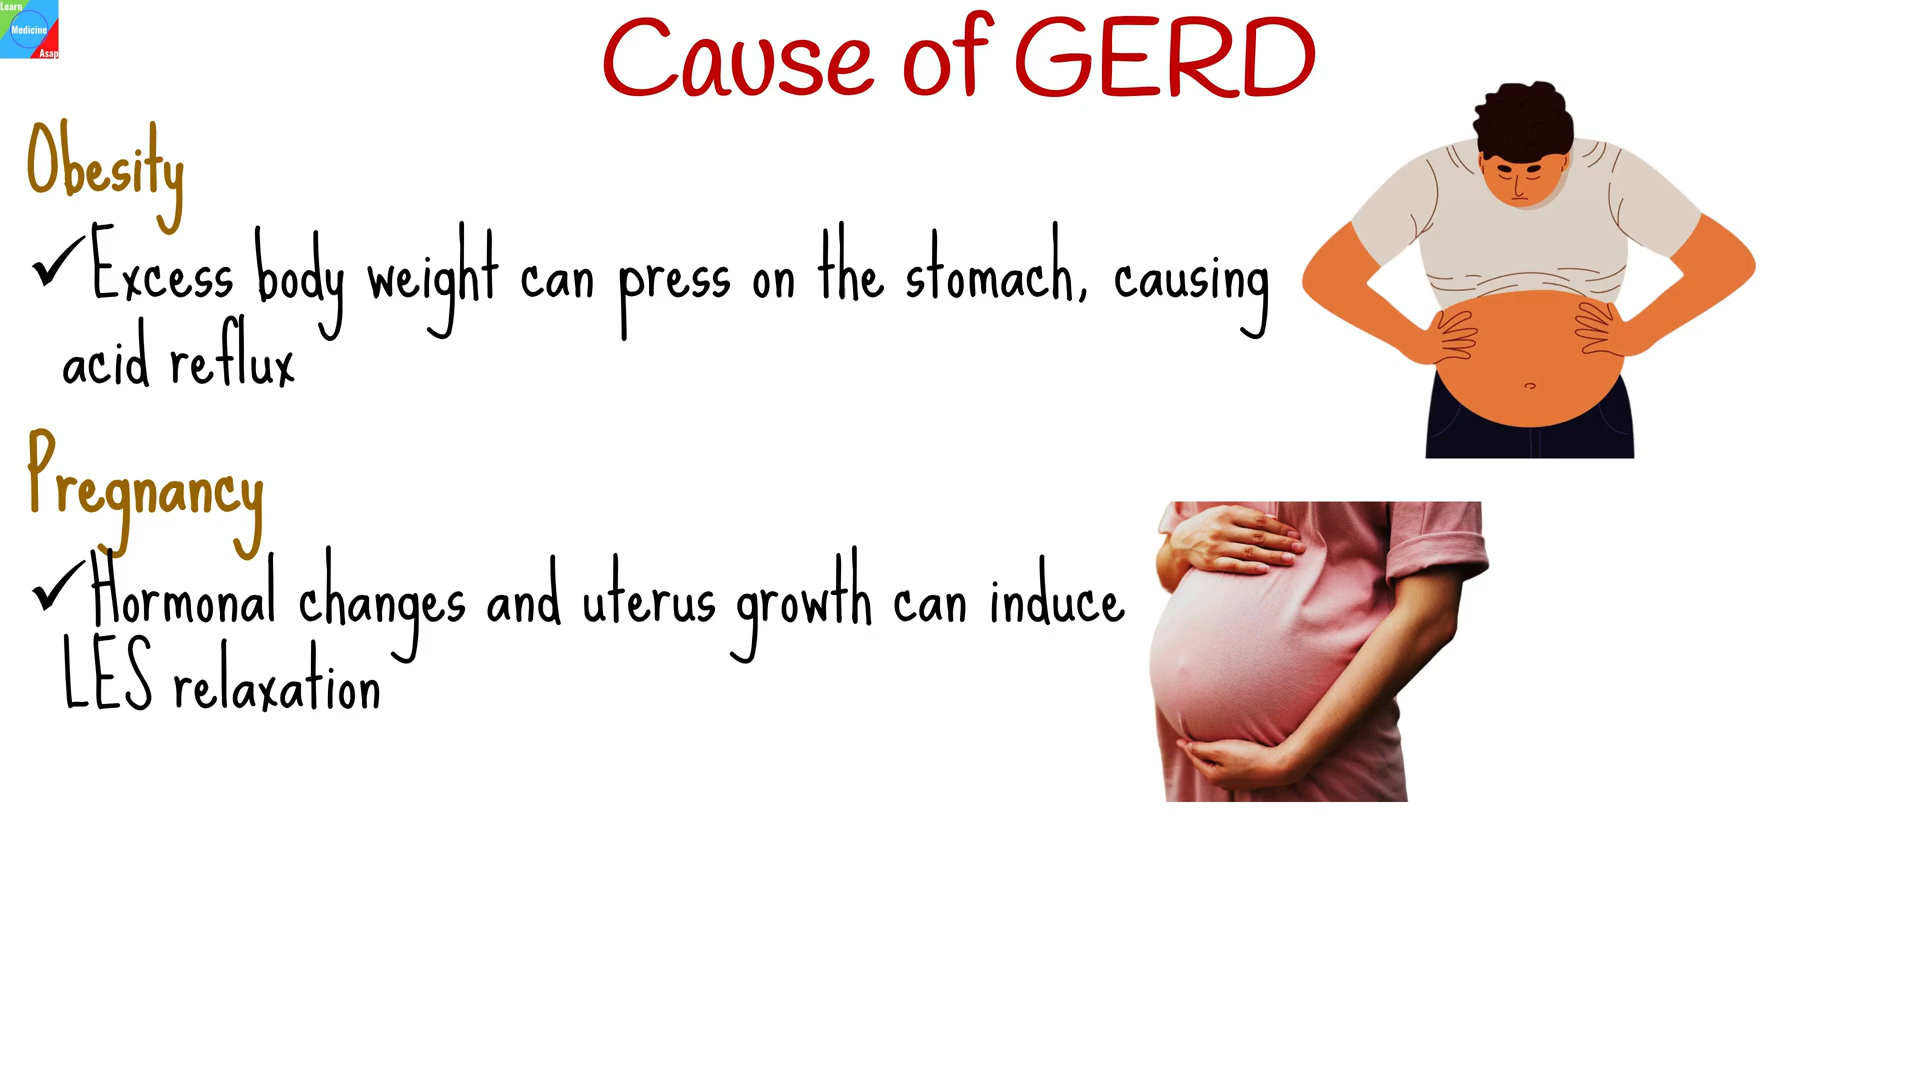 Learn
Medicine
Asap
Cause of GERD
Obesity
✓Excess body weight can press on the stomach, causing
acid reflux
Pregnancy
✓Hormonal changes and uterus growth can induce
LES relaxation